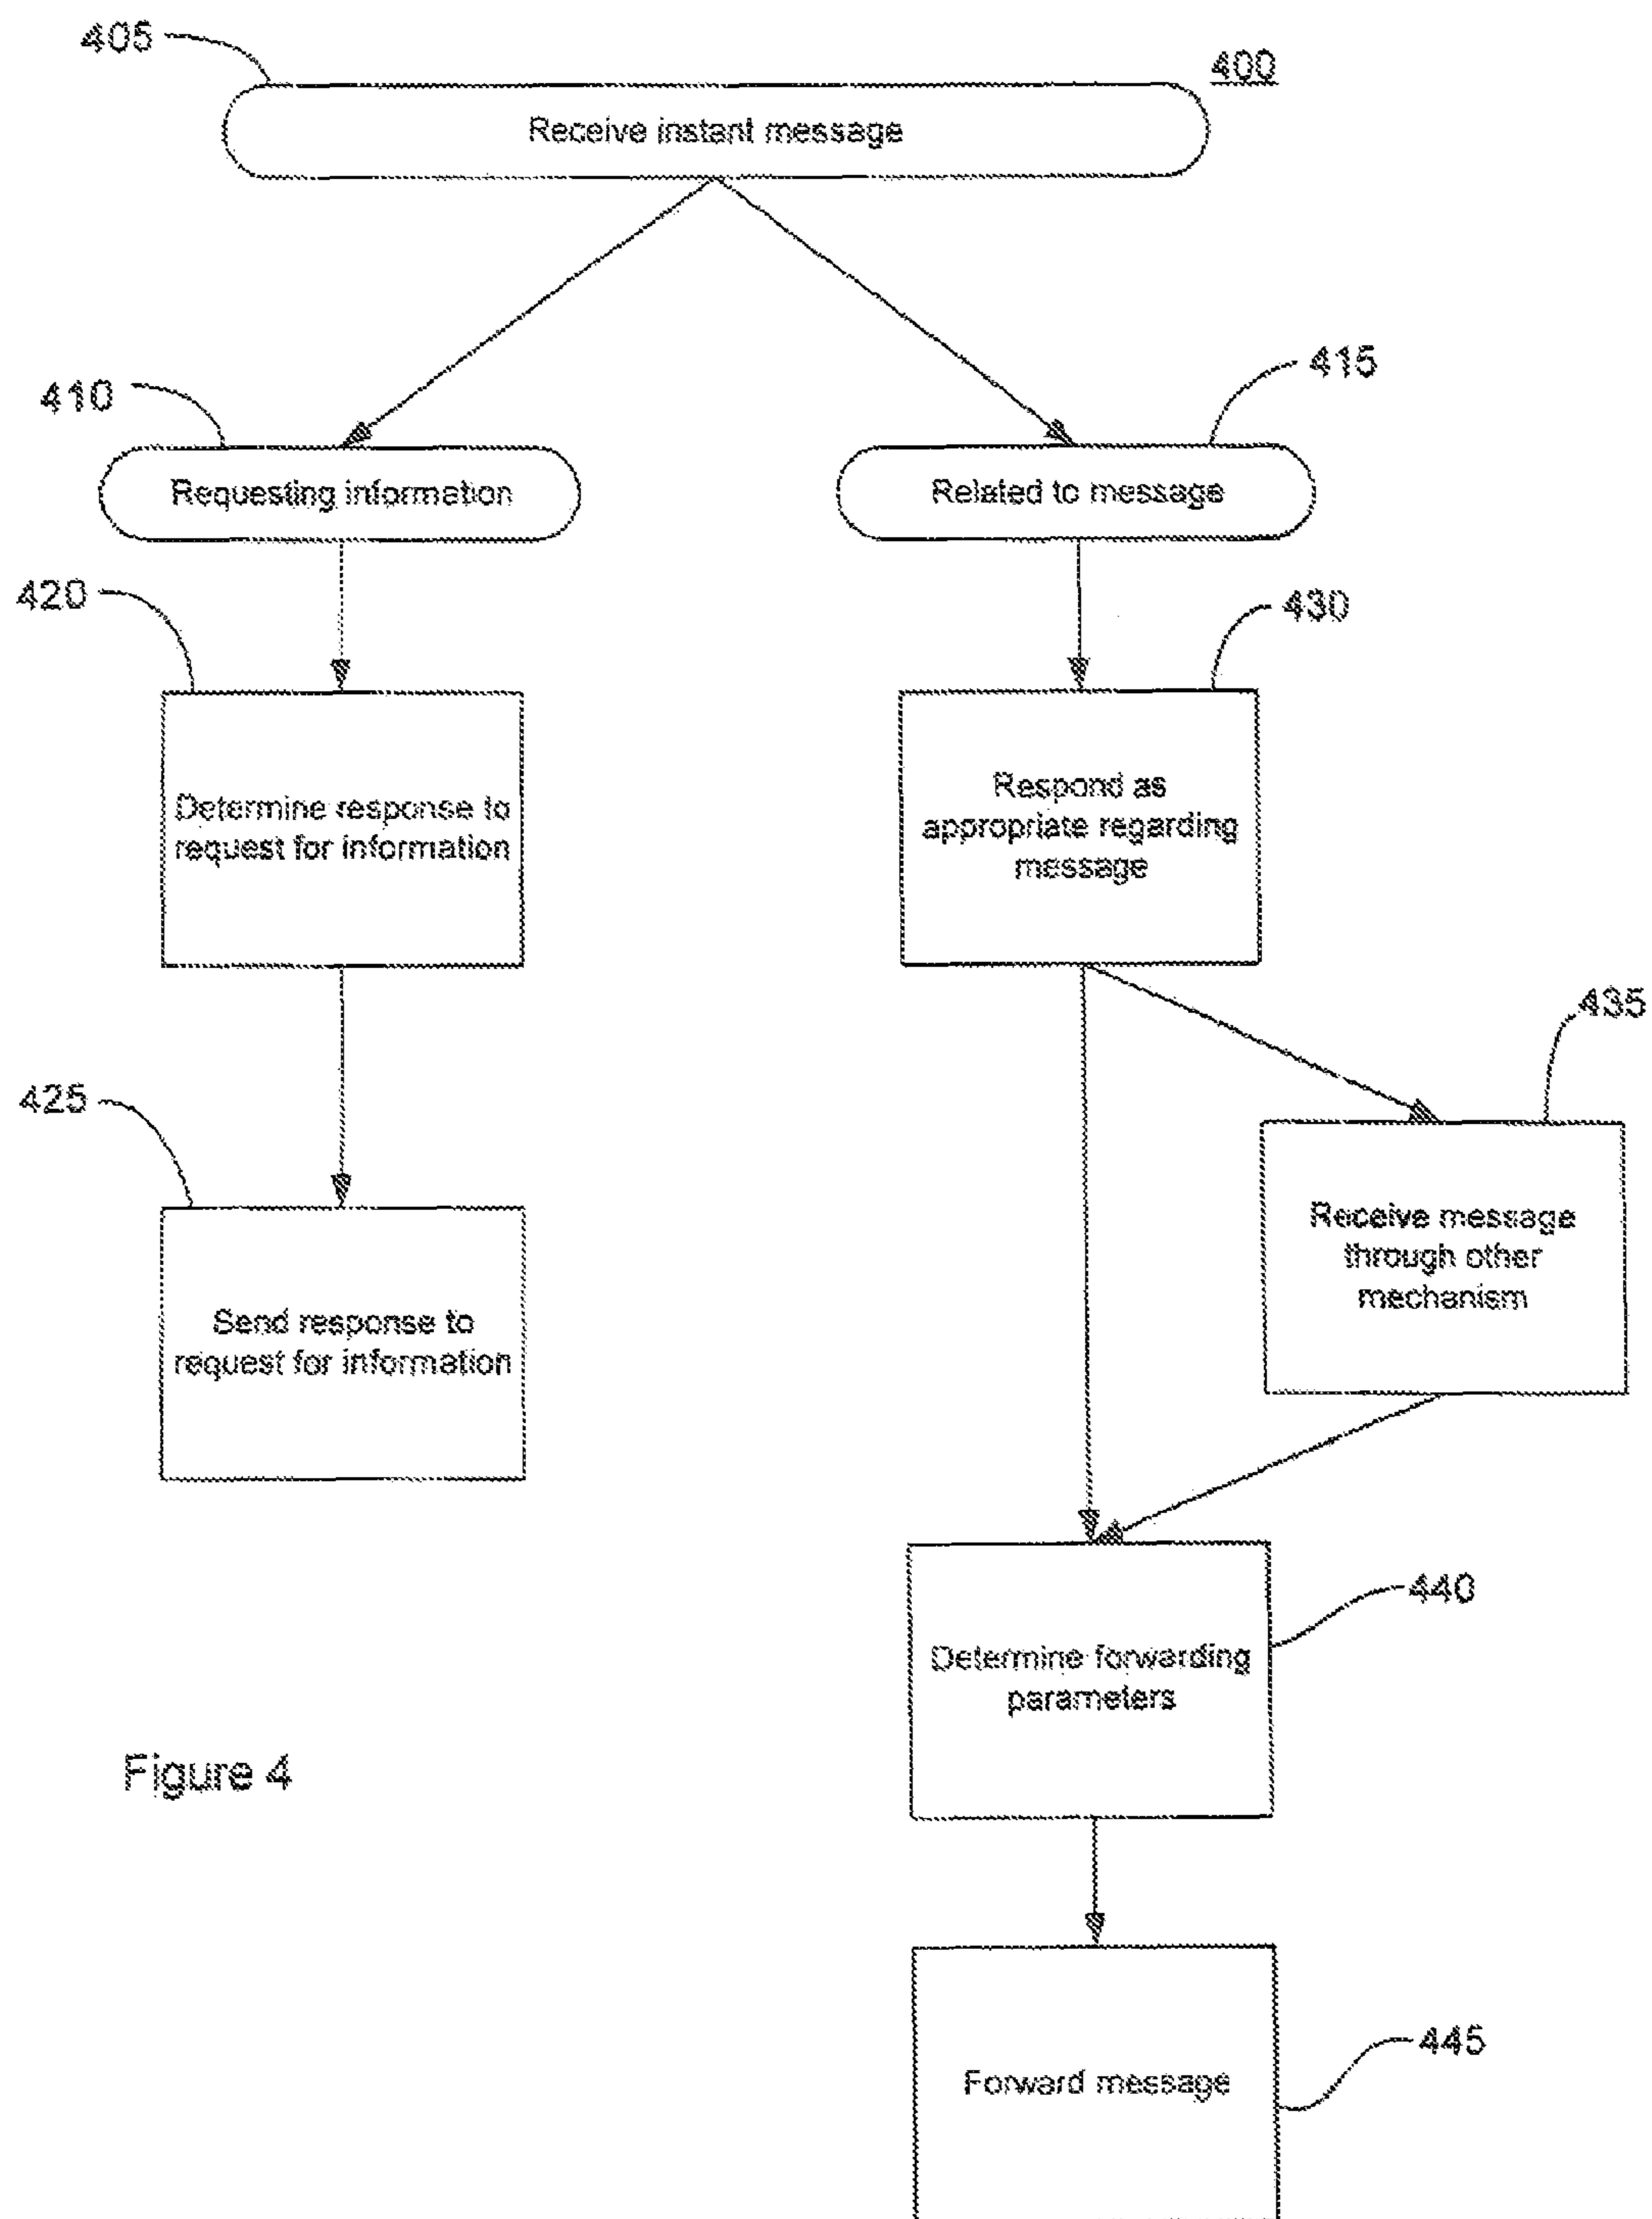 405
400
Receive instant message
410
415
Requesting information
Related to message
420
430
Determine response to
request for information
Respond as
appropriate regarding
message
435
425
Receive message
through other
mechanism
Send response to
request for information
440
Determine forwarding
parameters
Figure 4
445
Forward message